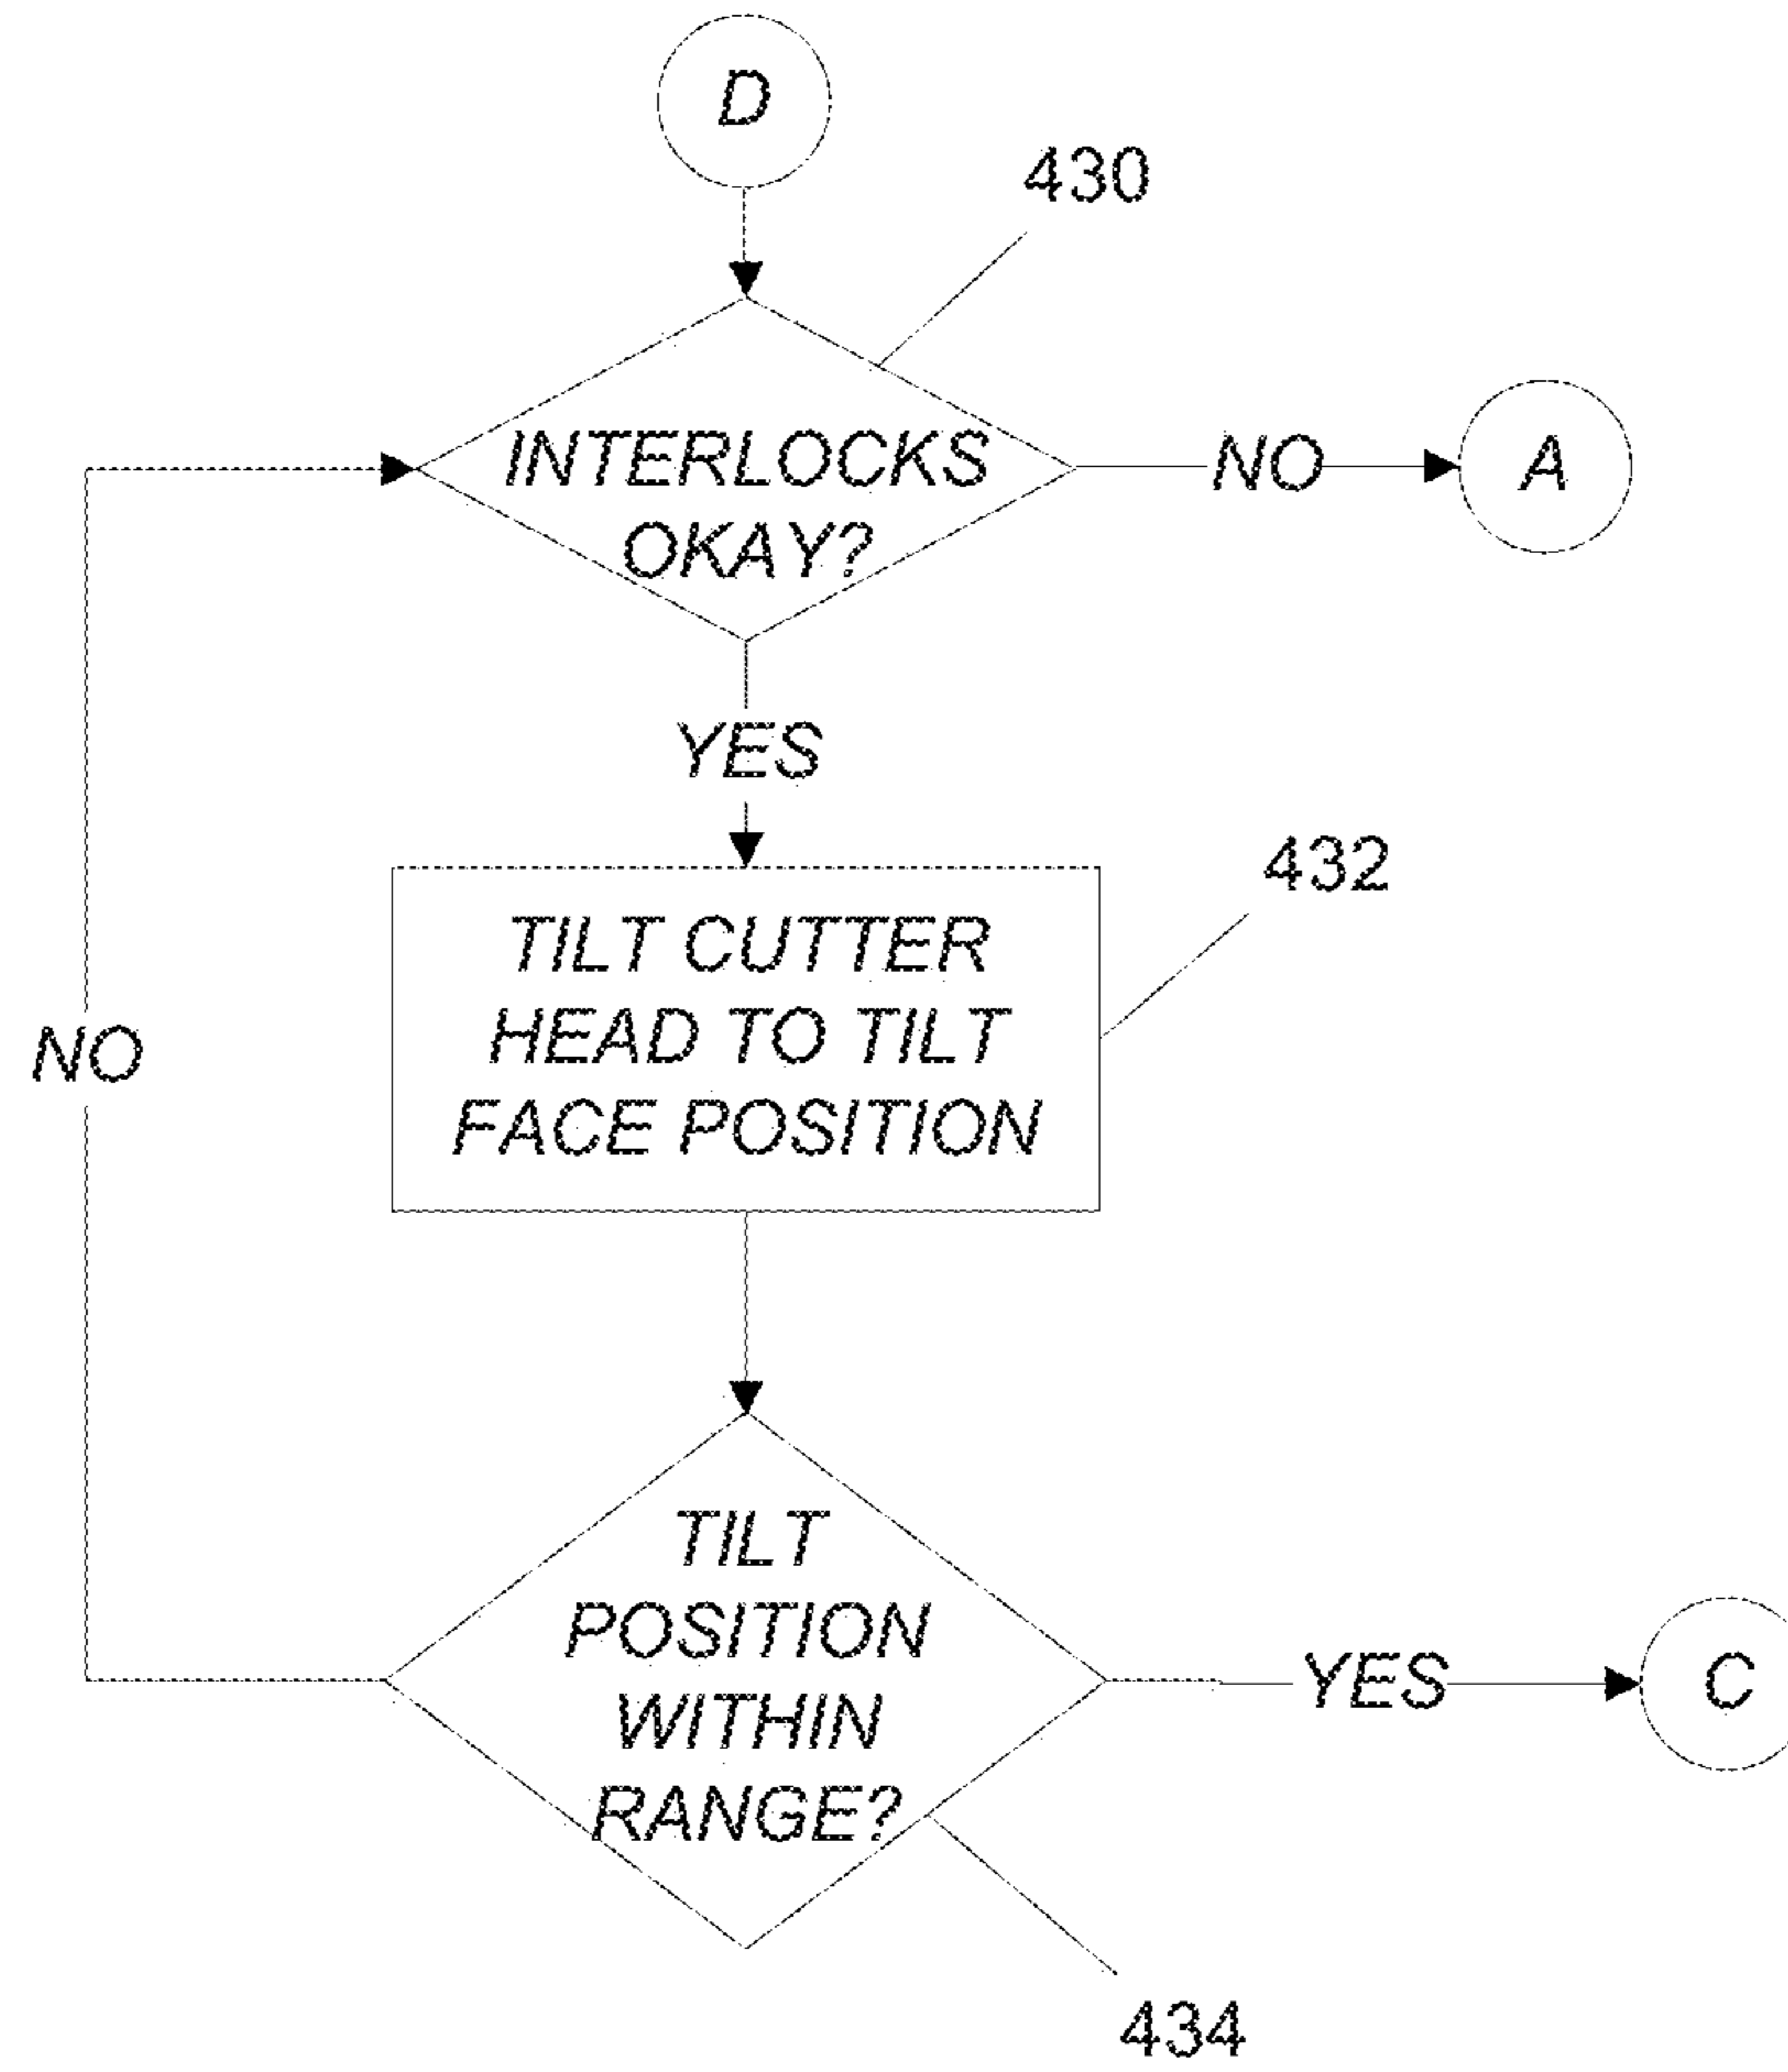 D
430
INTERLOCKS
OKAY?
NO
A
YES
432
TILT CUTTER
HEAD TO TILT
FACE POSITION
NO
TILT
POSITION
WITHIN
RANGE?
YES
C
434